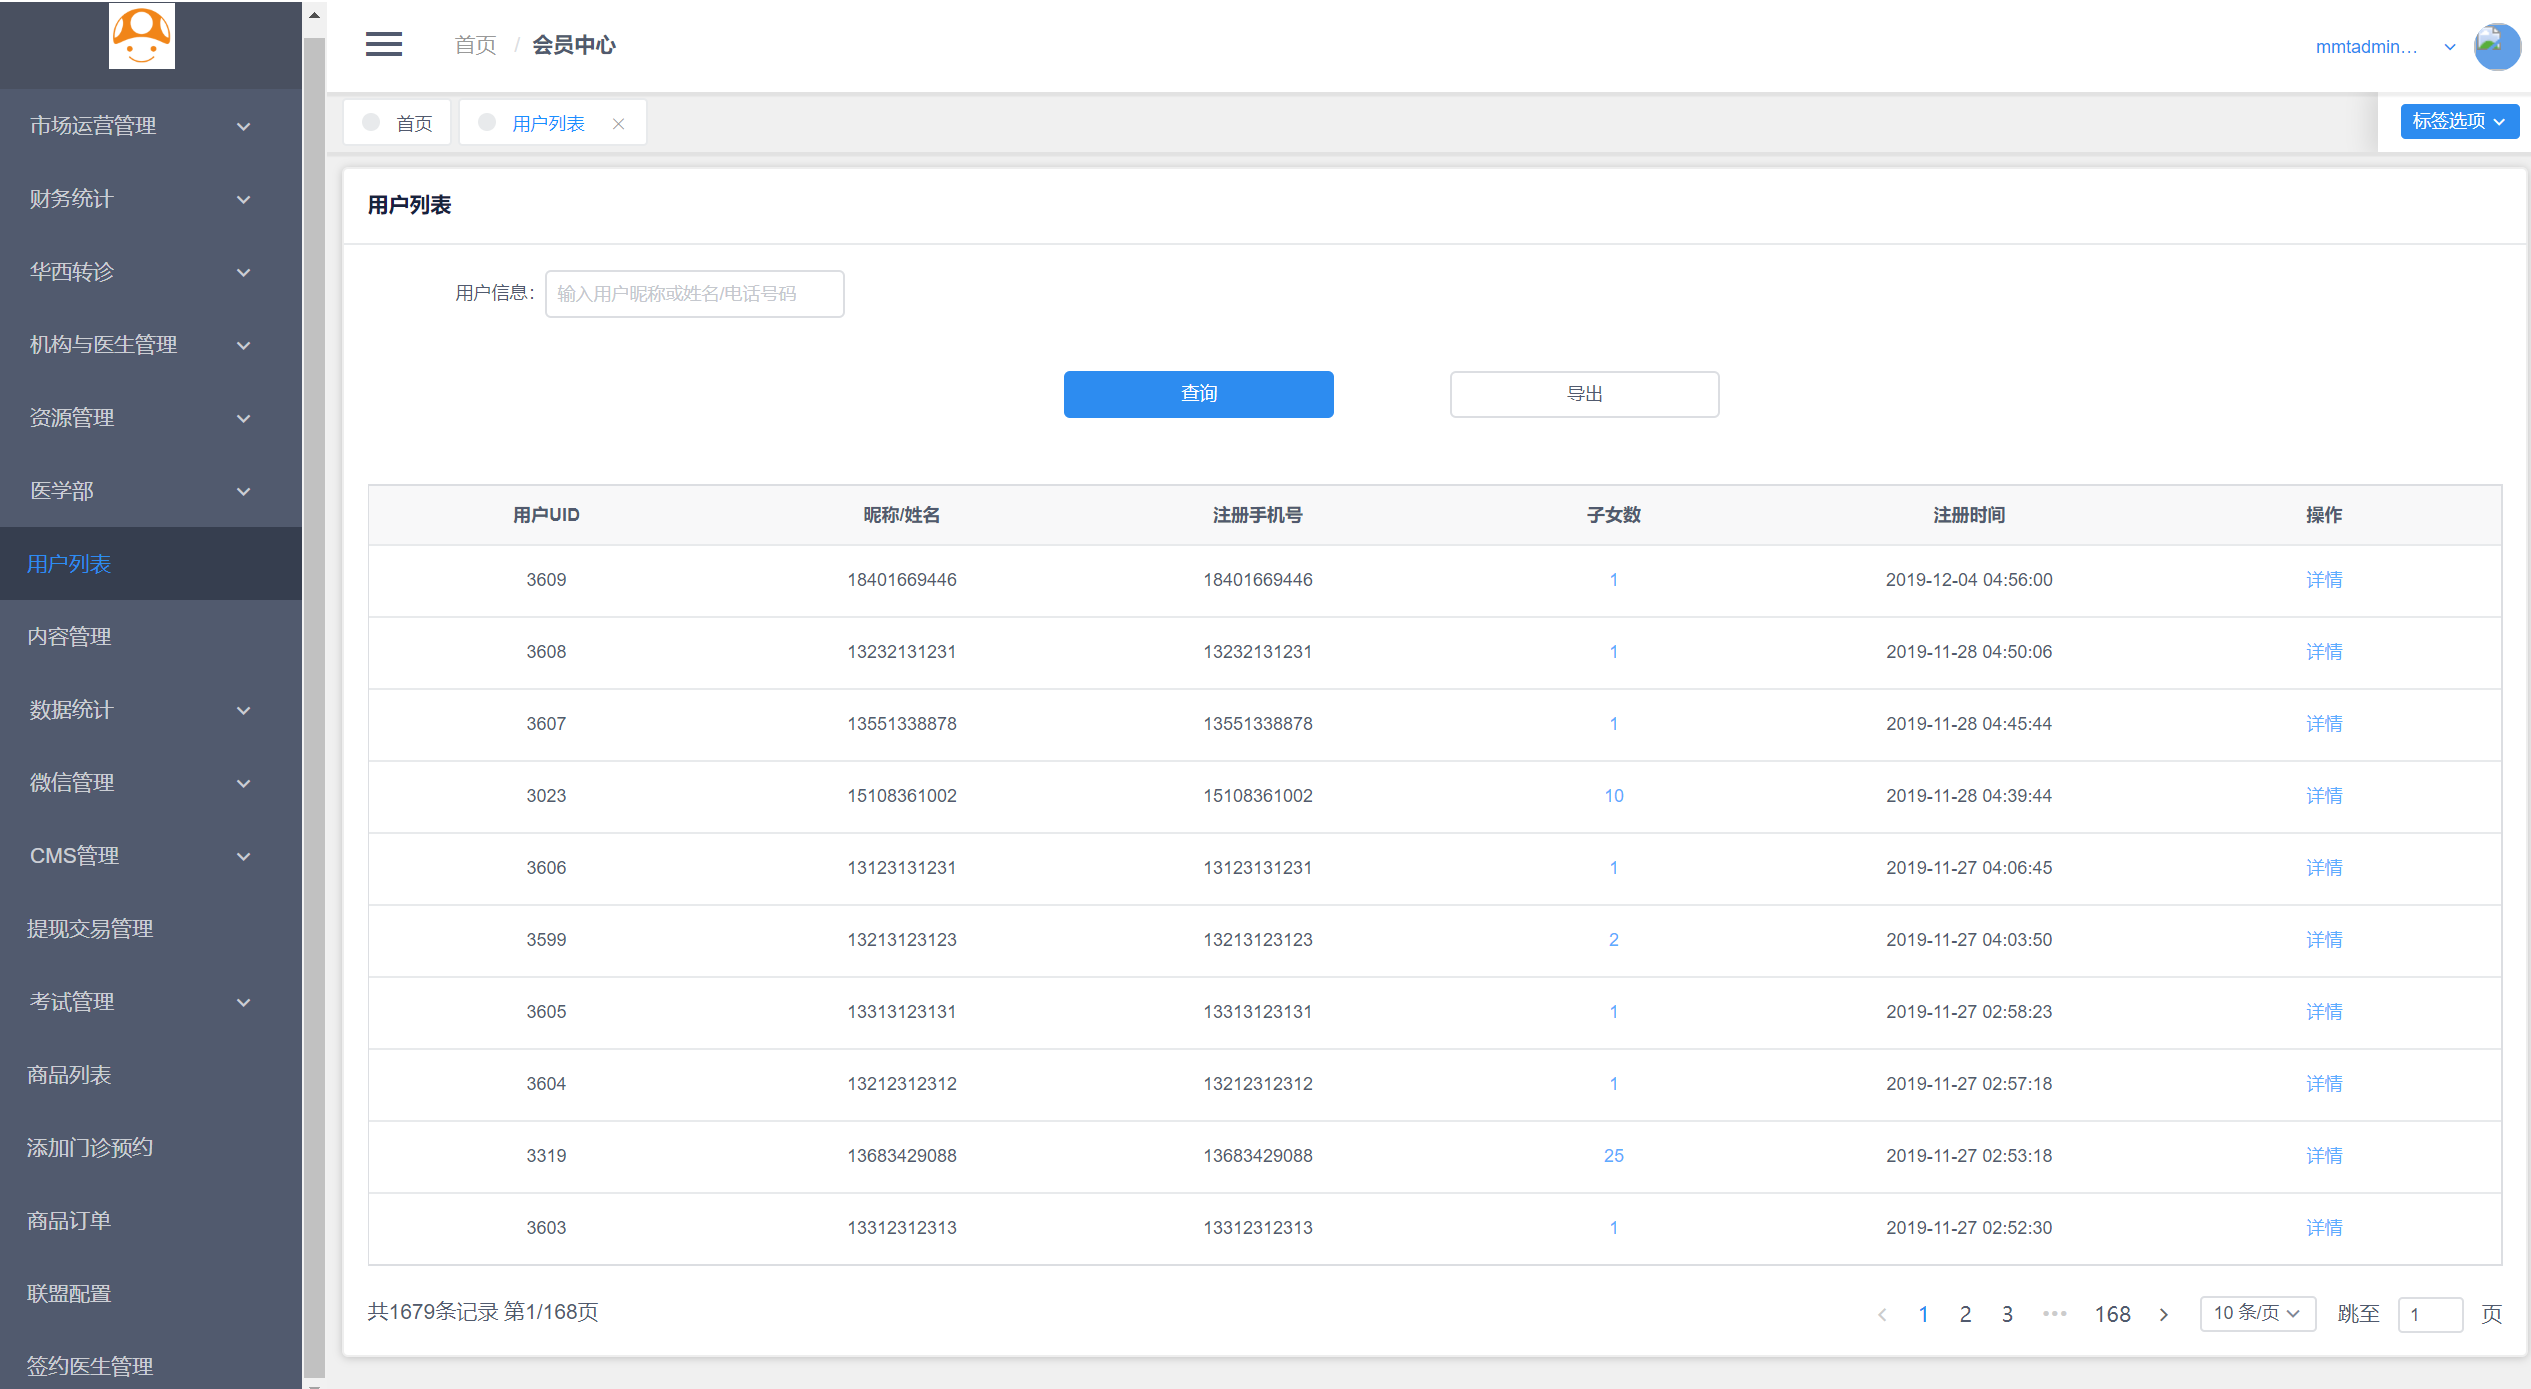 首页 / 会员中心
mmtadmin...
市场运营管理
财务统计
华西转诊
机构与医生管理
资源管理
医学部
用户列表
内容管理
数据统计
微信管理
CMS管理
提现交易管理
考试管理
商品列表
添加门诊预约
商品订单
联盟配置
签约医生管理
首页 用户列表
标签选项
用户列表
用户信息: 输入用户昵称或姓名/电话号码
查询 导出
用户UID 昵称/姓名 注册手机号 子女数 注册时间 操作
3609 18401669446 18401669446 1 2019-12-04 04:56:00 详情
3608 13232131231 13232131231 1 2019-11-28 04:50:06 详情
3607 13551338878 13551338878 1 2019-11-28 04:45:44 详情
3023 15108361002 15108361002 10 2019-11-28 04:39:44 详情
3606 13123131231 13123131231 1 2019-11-27 04:06:45 详情
3599 13213123123 13213123123 2 2019-11-27 04:03:50 详情
3605 13313123131 13313123131 1 2019-11-27 02:58:23 详情
3604 13212312312 13212312312 1 2019-11-27 02:57:18 详情
3319 13683429088 13683429088 25 2019-11-27 02:53:18 详情
3603 13312312313 13312312313 1 2019-11-27 02:52:30 详情
共1679条记录 第1/168页
1 2 3 ••• 168 10 条/页 跳至 1 页